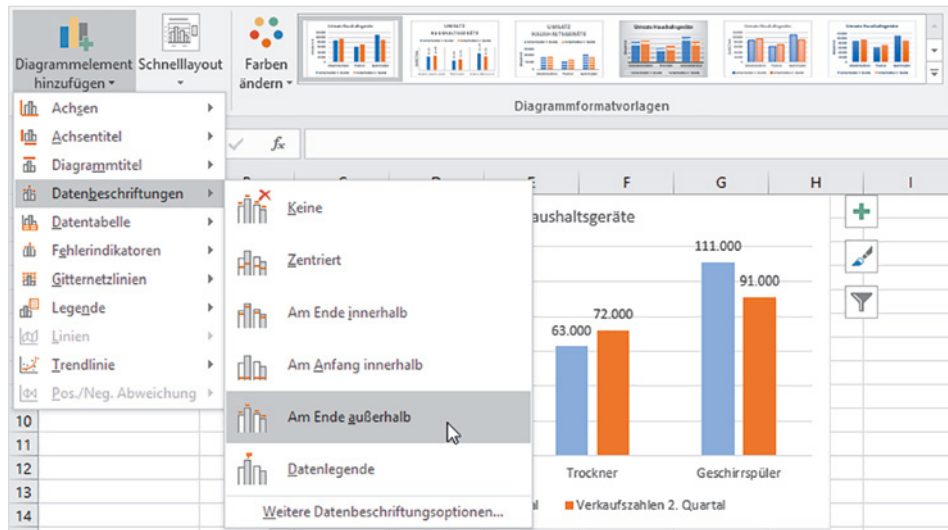 Diagrammelement
hinzufügen
Schnelllayout
Farben
ändern
Diagrammformatvorlagen
Achsen
Achsentitel
Diagrammtitel
Datenbeschriftungen
Datentabelle
Fehlerindikatoren
Gitternetzlinien
Legende
Linien
Trendlinie
Pos./Neg. Abweichung
Keine
Zentriert
Am Ende innerhalb
Am Anfang innerhalb
Am Ende außerhalb
Datenlegende
Weitere Datenbeschriftungsoptionen...
fx
F G H I
aushaltsgeräte
111.000
91.000
72.000
63.000
Trockner Geschirrspüler
Verkaufszahlen 2. Quartal
10
11
12
13
14